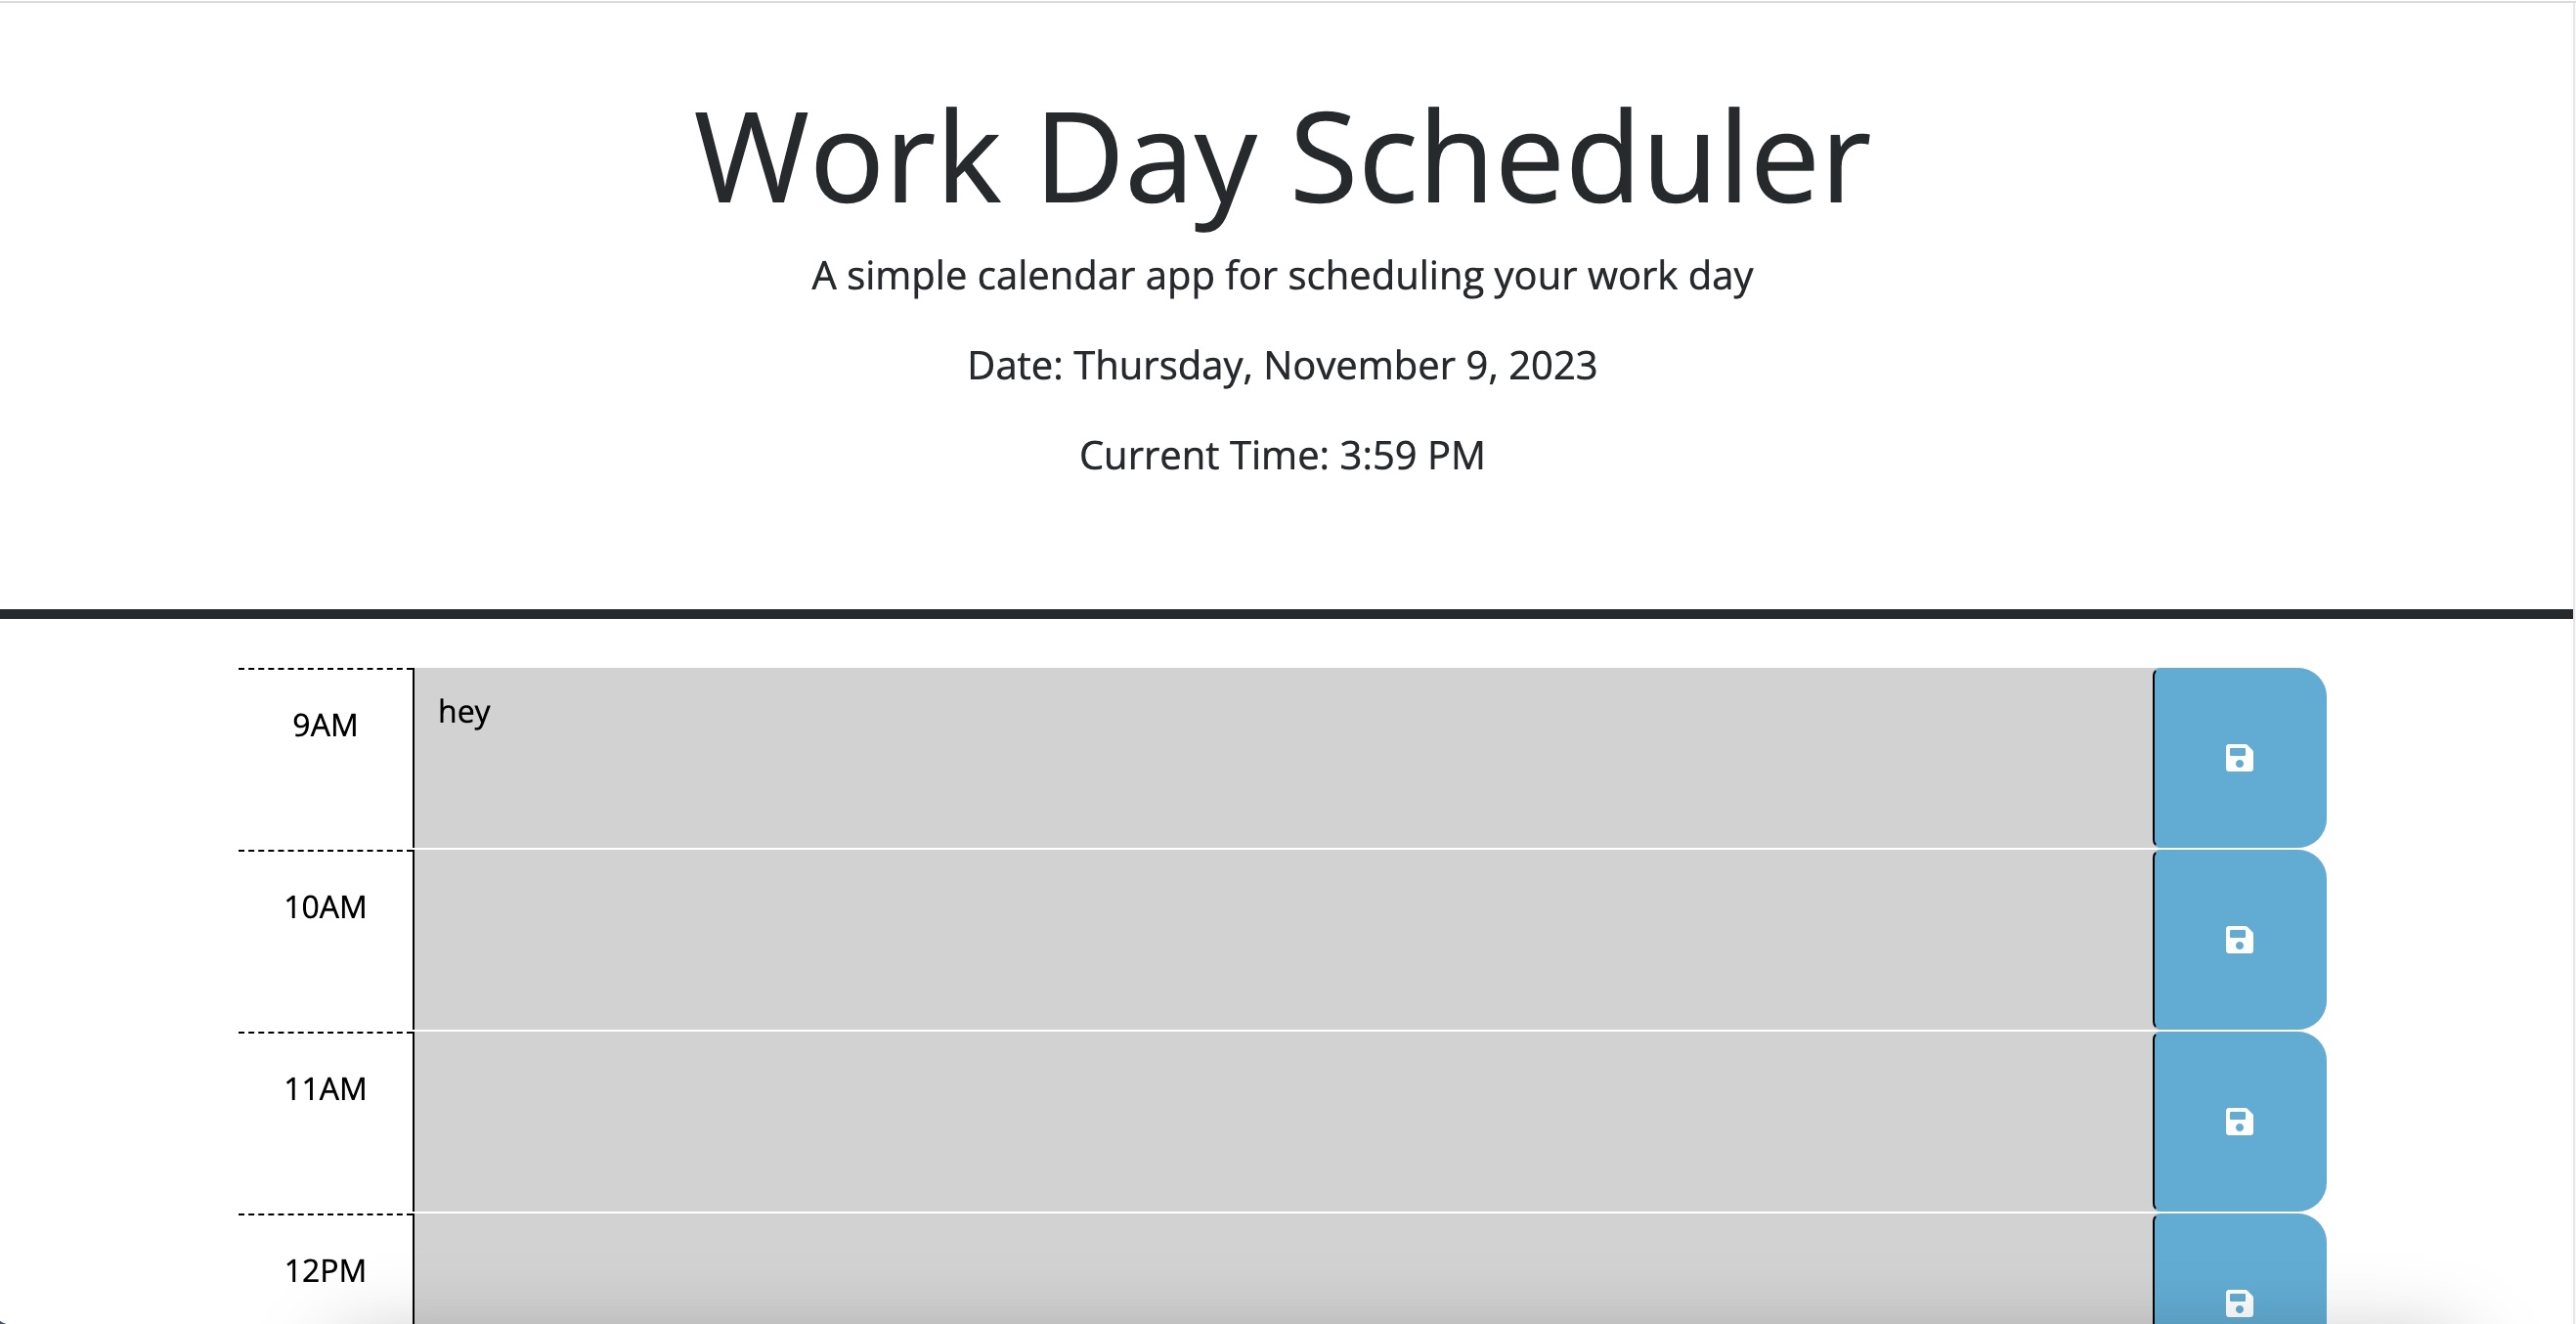 Work Day Scheduler
A simple calendar app for scheduling your work day
Date: Thursday, November 9, 2023
Current Time: 3:59 PM
9AM
hey
10AM
11AM
12PM